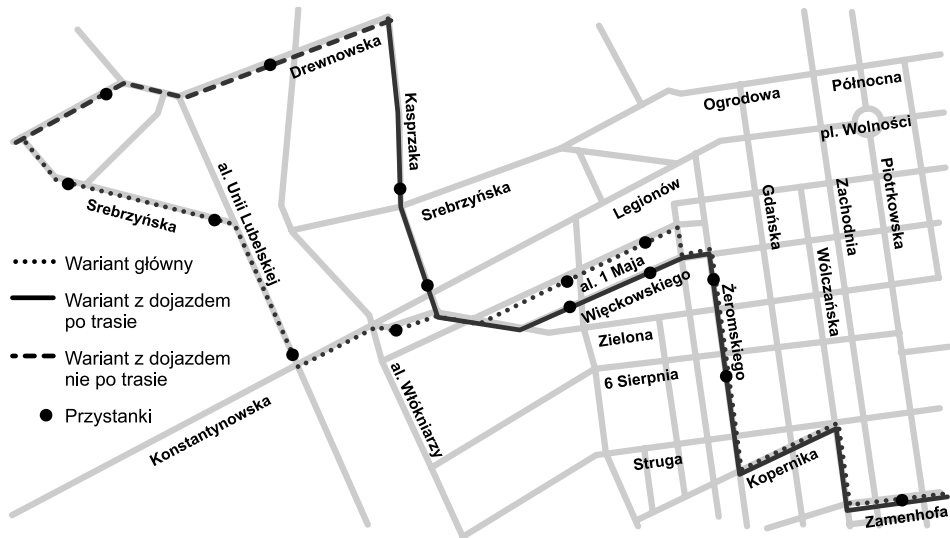 Drewnowska
Kasprzaka
Ogrodowa
Północna
pl. Wolności
Srebrzyńska
al. Unii Lubelskiej
Srebrzyńska
Legionów
Gdańska
Zachodnia
Piotrkowska
Wólczańska
al. 1 Maja
Więckowskiego
Żeromskiego
Zielona
6 Sierpnia
al. Włókniarzy
Konstantynowska
Struga
Kopernika
Zamenhofa
Wariant główny
Wariant z dojazdem
po trasie
Wariant z dojazdem
nie po trasie
Przystanki